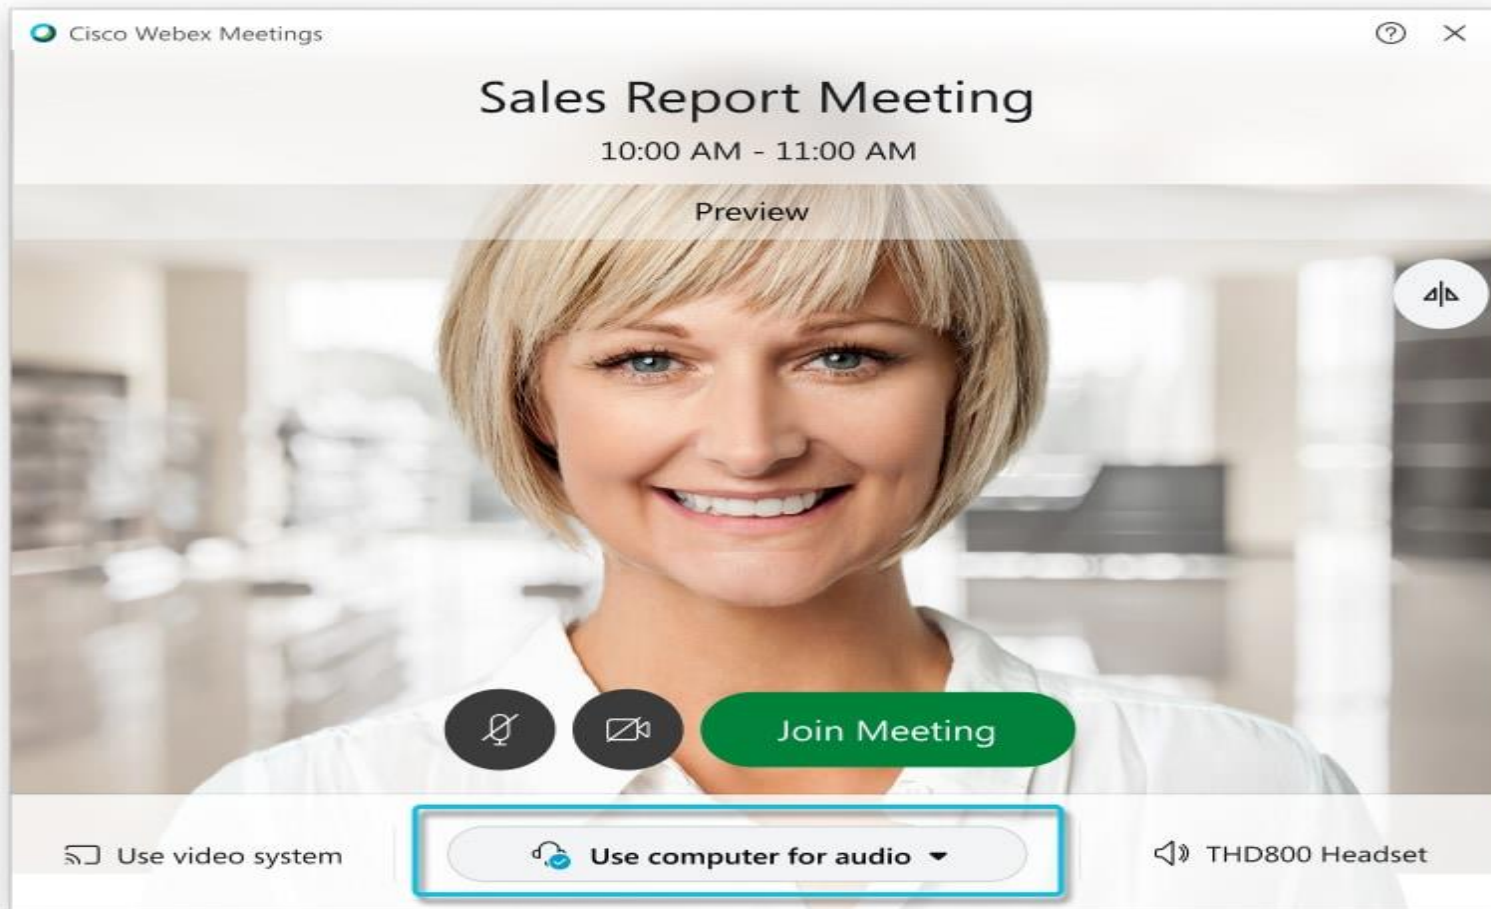 Cisco Webex Meetings
Sales Report Meeting
10:00 AM - 11:00 AM
Preview
Join Meeting
Use video system
Use computer for audio
THD800 Headset